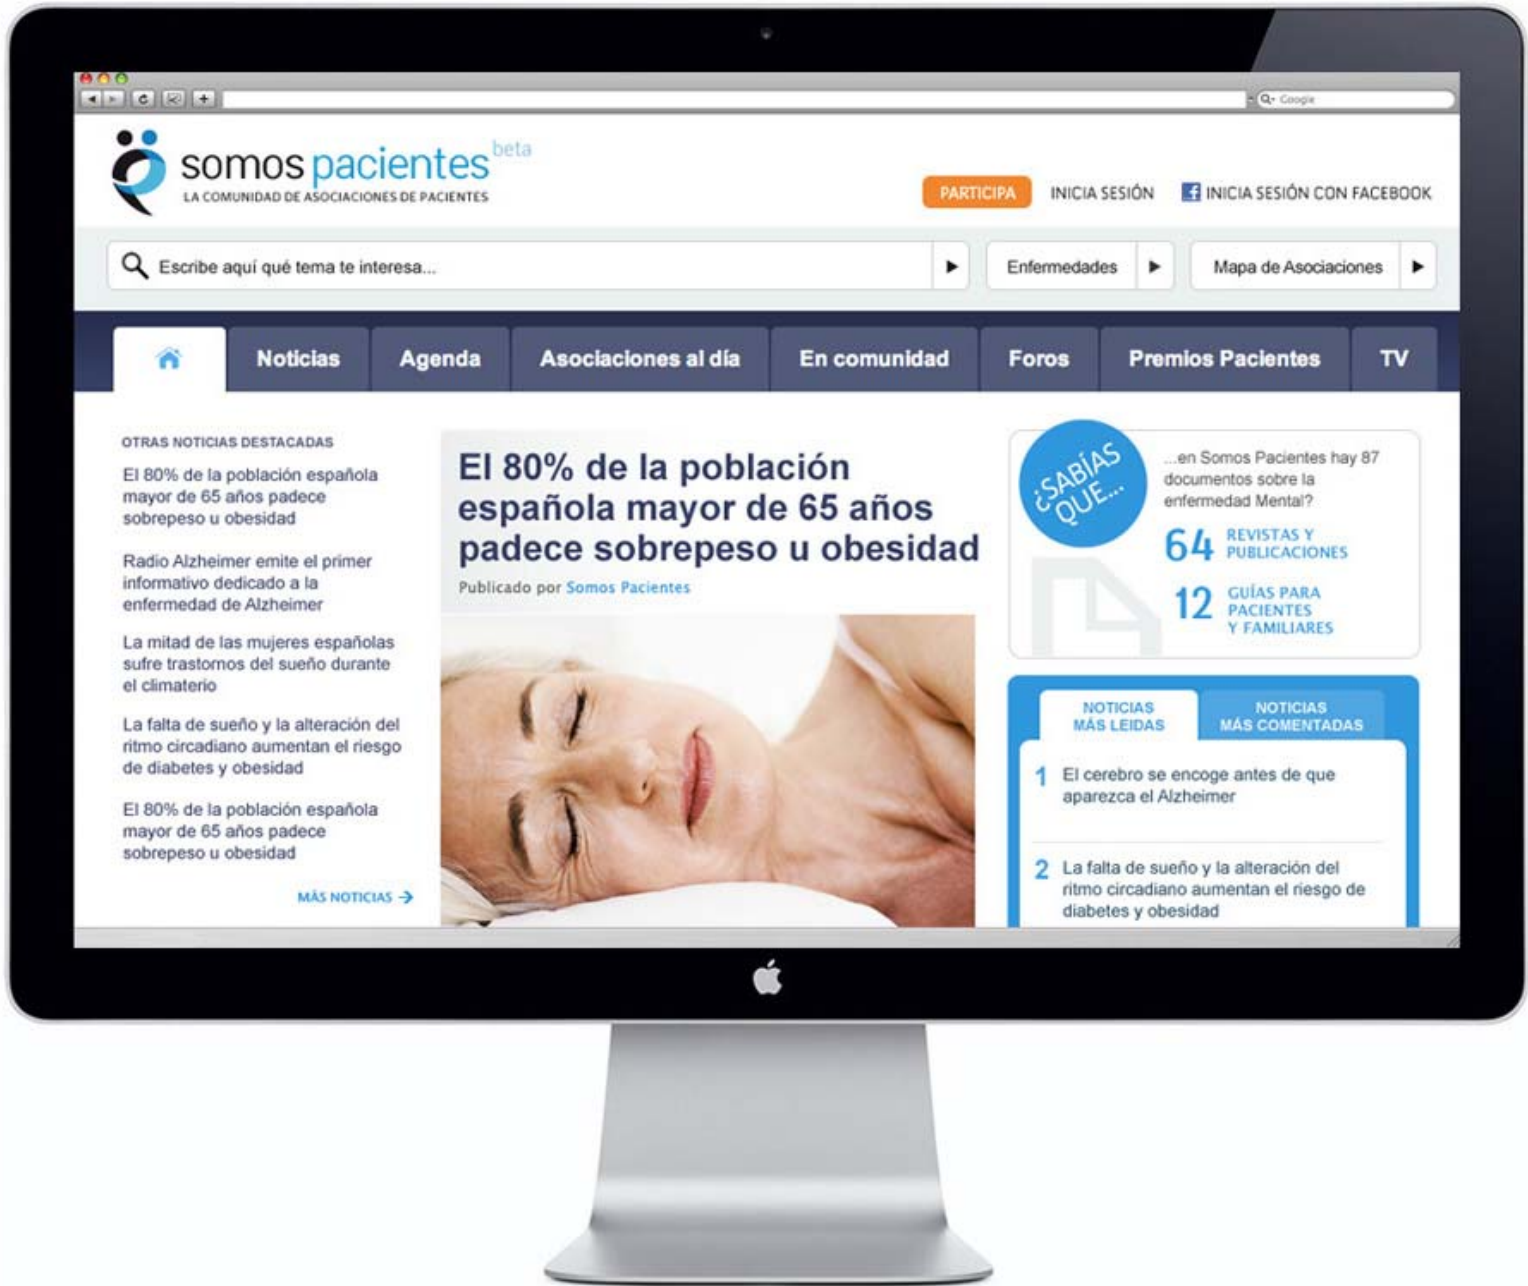 Google
somos pacientes beta
LA COMUNIDAD DE ASOCIACIONES DE PACIENTES
PARTICIPA
INICIA SESIÓN
f INICIA SESIÓN CON FACEBOOK
Escribe aquí qué tema te interesa...
Enfermedades
Mapa de Asociaciones
Noticias
Agenda
Asociaciones al día
En comunidad
Foros
Premios Pacientes
TV
OTRAS NOTICIAS DESTACADAS
El 80% de la población española
mayor de 65 años padece
sobrepeso u obesidad
Radio Alzheimer emite el primer
informativo dedicado a la
enfermedad de Alzheimer
La mitad de las mujeres españolas
sufre trastornos del sueño durante
el climaterio
La falta de sueño y la alteración del
ritmo circadiano aumentan el riesgo
de diabetes y obesidad
El 80% de la población española
mayor de 65 años padece
sobrepeso u obesidad
MÁS NOTICIAS →
El 80% de la población
española mayor de 65 años
padece sobrepeso u obesidad
Publicado por Somos Pacientes
¿SABÍAS
QUE...
...en Somos Pacientes hay 87
documentos sobre la
enfermedad Mental?
64 REVISTAS Y
PUBLICACIONES
12 GUÍAS PARA
PACIENTES
Y FAMILIARES
NOTICIAS
MÁS LEIDAS
NOTICIAS
MÁS COMENTADAS
1 El cerebro se encoge antes de que
aparezca el Alzheimer
2 La falta de sueño y la alteración del
ritmo circadiano aumentan el riesgo de
diabetes y obesidad